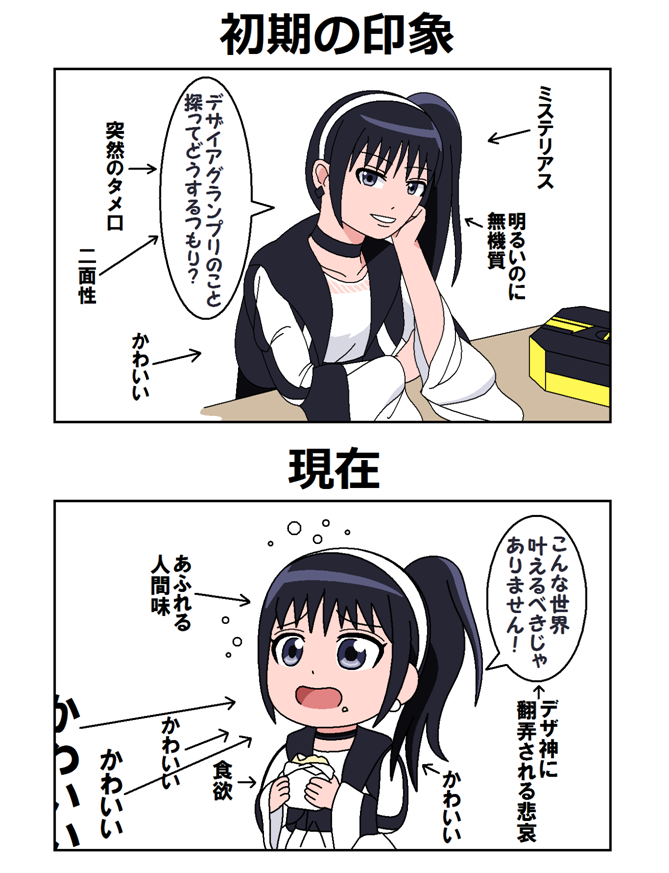 初期の印象
ミステリアス
明るいのに
無機質
デザイアグランプリのこと
探ってどうするつもり？
突然のタメ口
二面性
かわいい
現在
こんな世界
叶えるべきじゃ
ありません！
デザ神に
翻弄される悲哀
かわいい
あふれる
人間味
食欲
かわいい
かわいい
かわいい